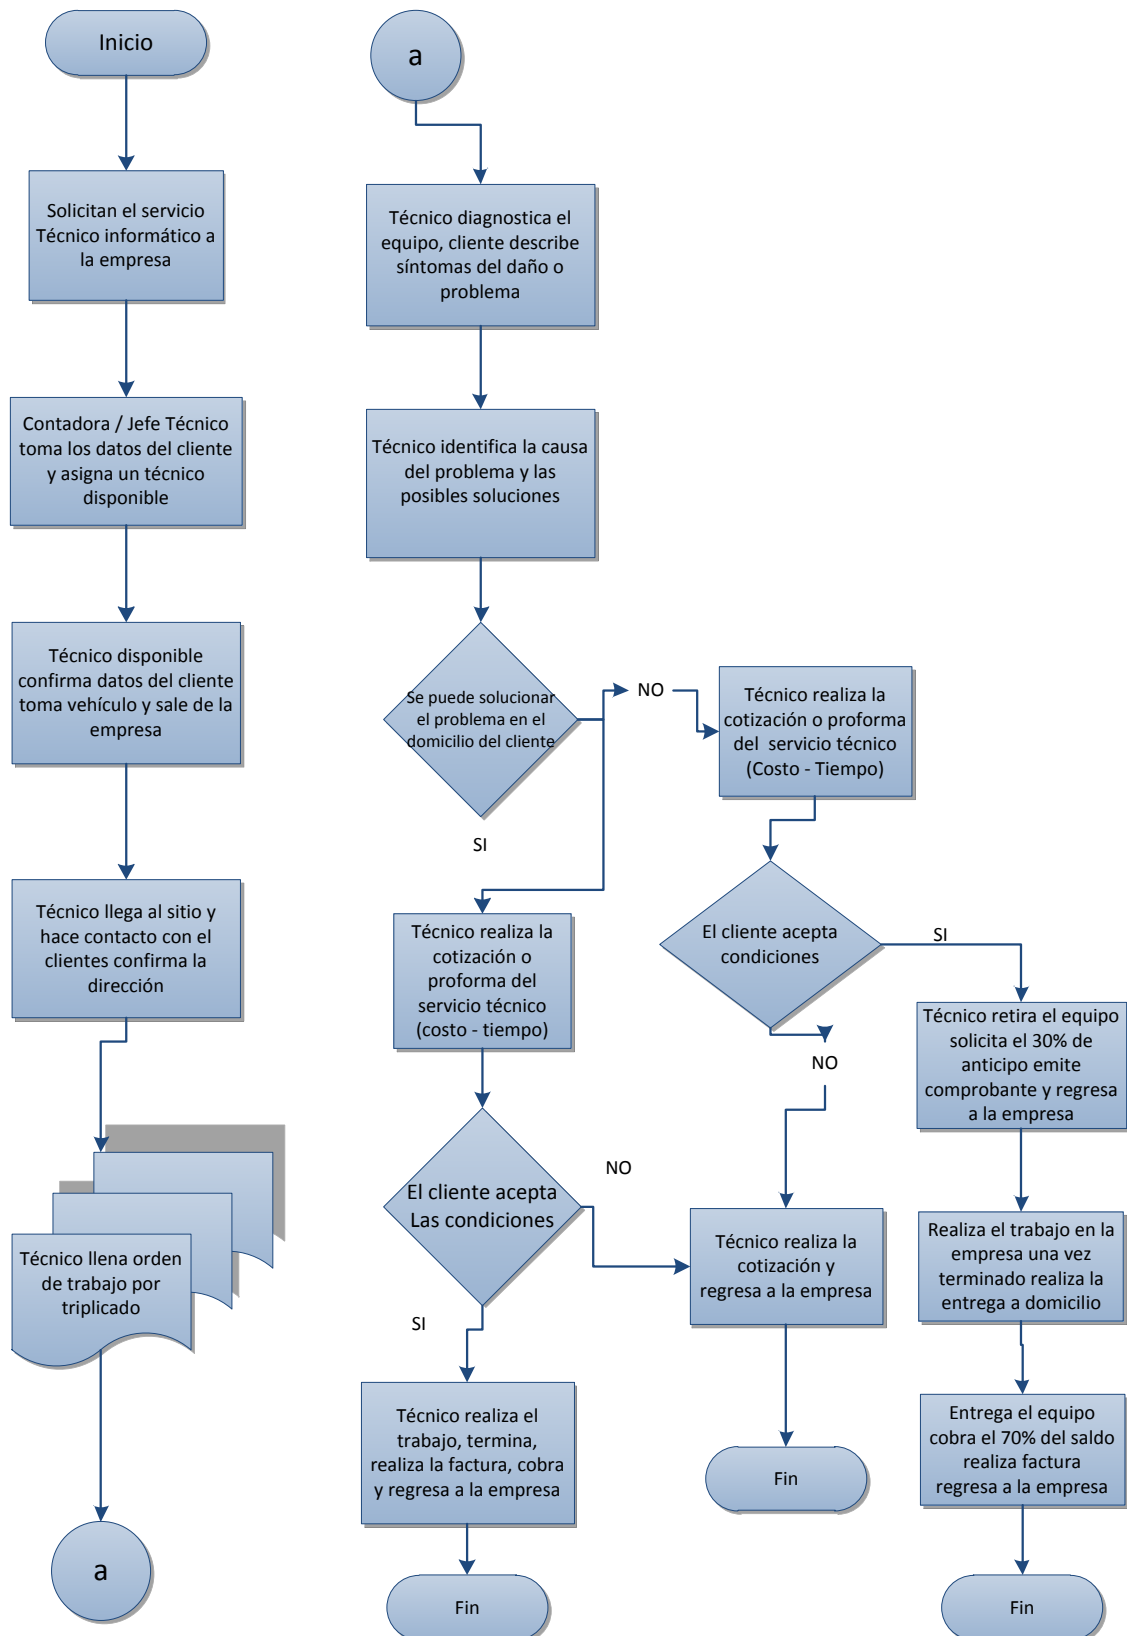 Inicio
Solicitan el servicio
Técnico informático a
la empresa
Contadora / Jefe Técnico
toma los datos del cliente
y asigna un técnico
disponible
Técnico disponible
confirma datos del cliente
toma vehículo y sale de la
empresa
Técnico llega al sitio y
hace contacto con el
clientes confirma la
dirección
Técnico llena orden
de trabajo por
triplicado
a
a
Técnico diagnostica el
equipo, cliente describe
síntomas del daño o
problema
Técnico identifica la causa
del problema y las
posibles soluciones
Se puede solucionar
el problema en el
domicilio del cliente
NO
SI
Técnico realiza la
cotización o proforma
del servicio técnico
(Costo - Tiempo)
El cliente acepta
condiciones
SI
NO
Técnico retira el equipo
solicita el 30% de
anticipo emite
comprobante y regresa
a la empresa
Realiza el trabajo en la
empresa una vez
terminado realiza la
entrega a domicilio
Entrega el equipo
cobra el 70% del saldo
realiza factura
regresa a la empresa
Fin
Técnico realiza la
cotización o
proforma del
servicio técnico
(costo - tiempo)
El cliente acepta
Las condiciones
NO
SI
Técnico realiza la
cotización y
regresa a la empresa
Fin
Técnico realiza el
trabajo, termina,
realiza la factura, cobra
y regresa a la empresa
Fin